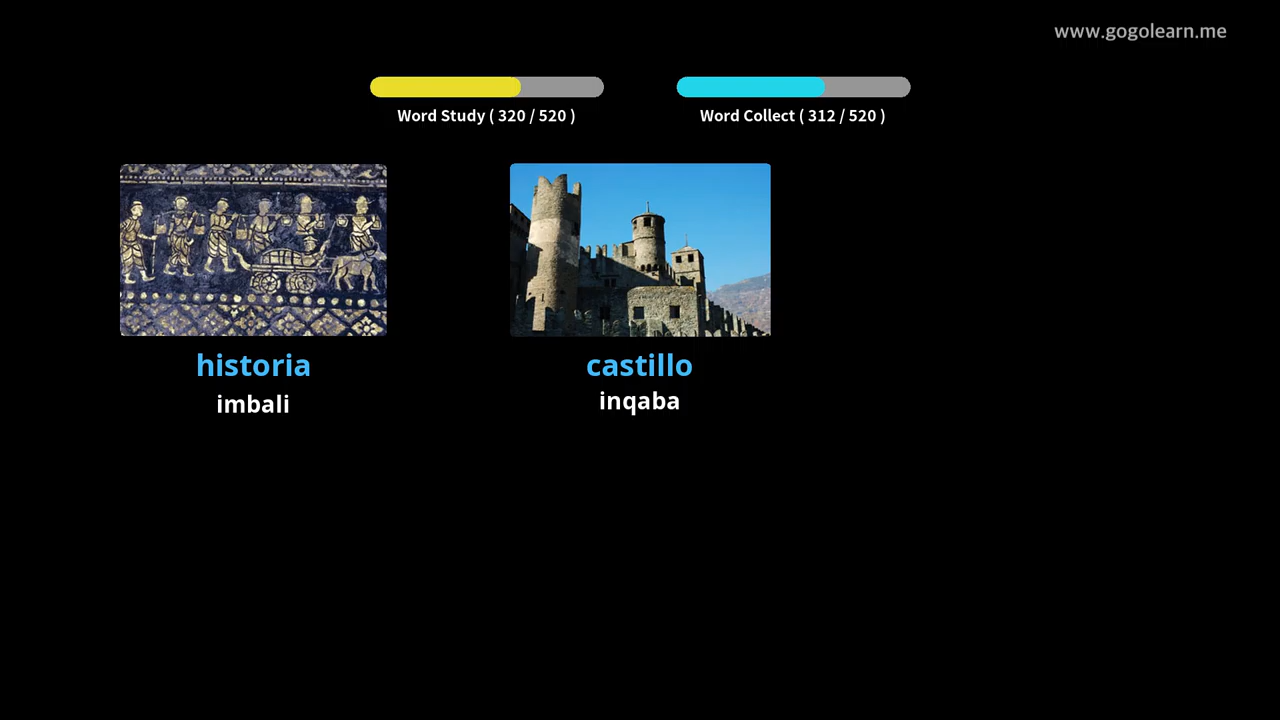 www.gogolearn.me
Word Study ( 320 / 520 )
Word Collect ( 312 / 520 )
historia
imbali
castillo
inqaba